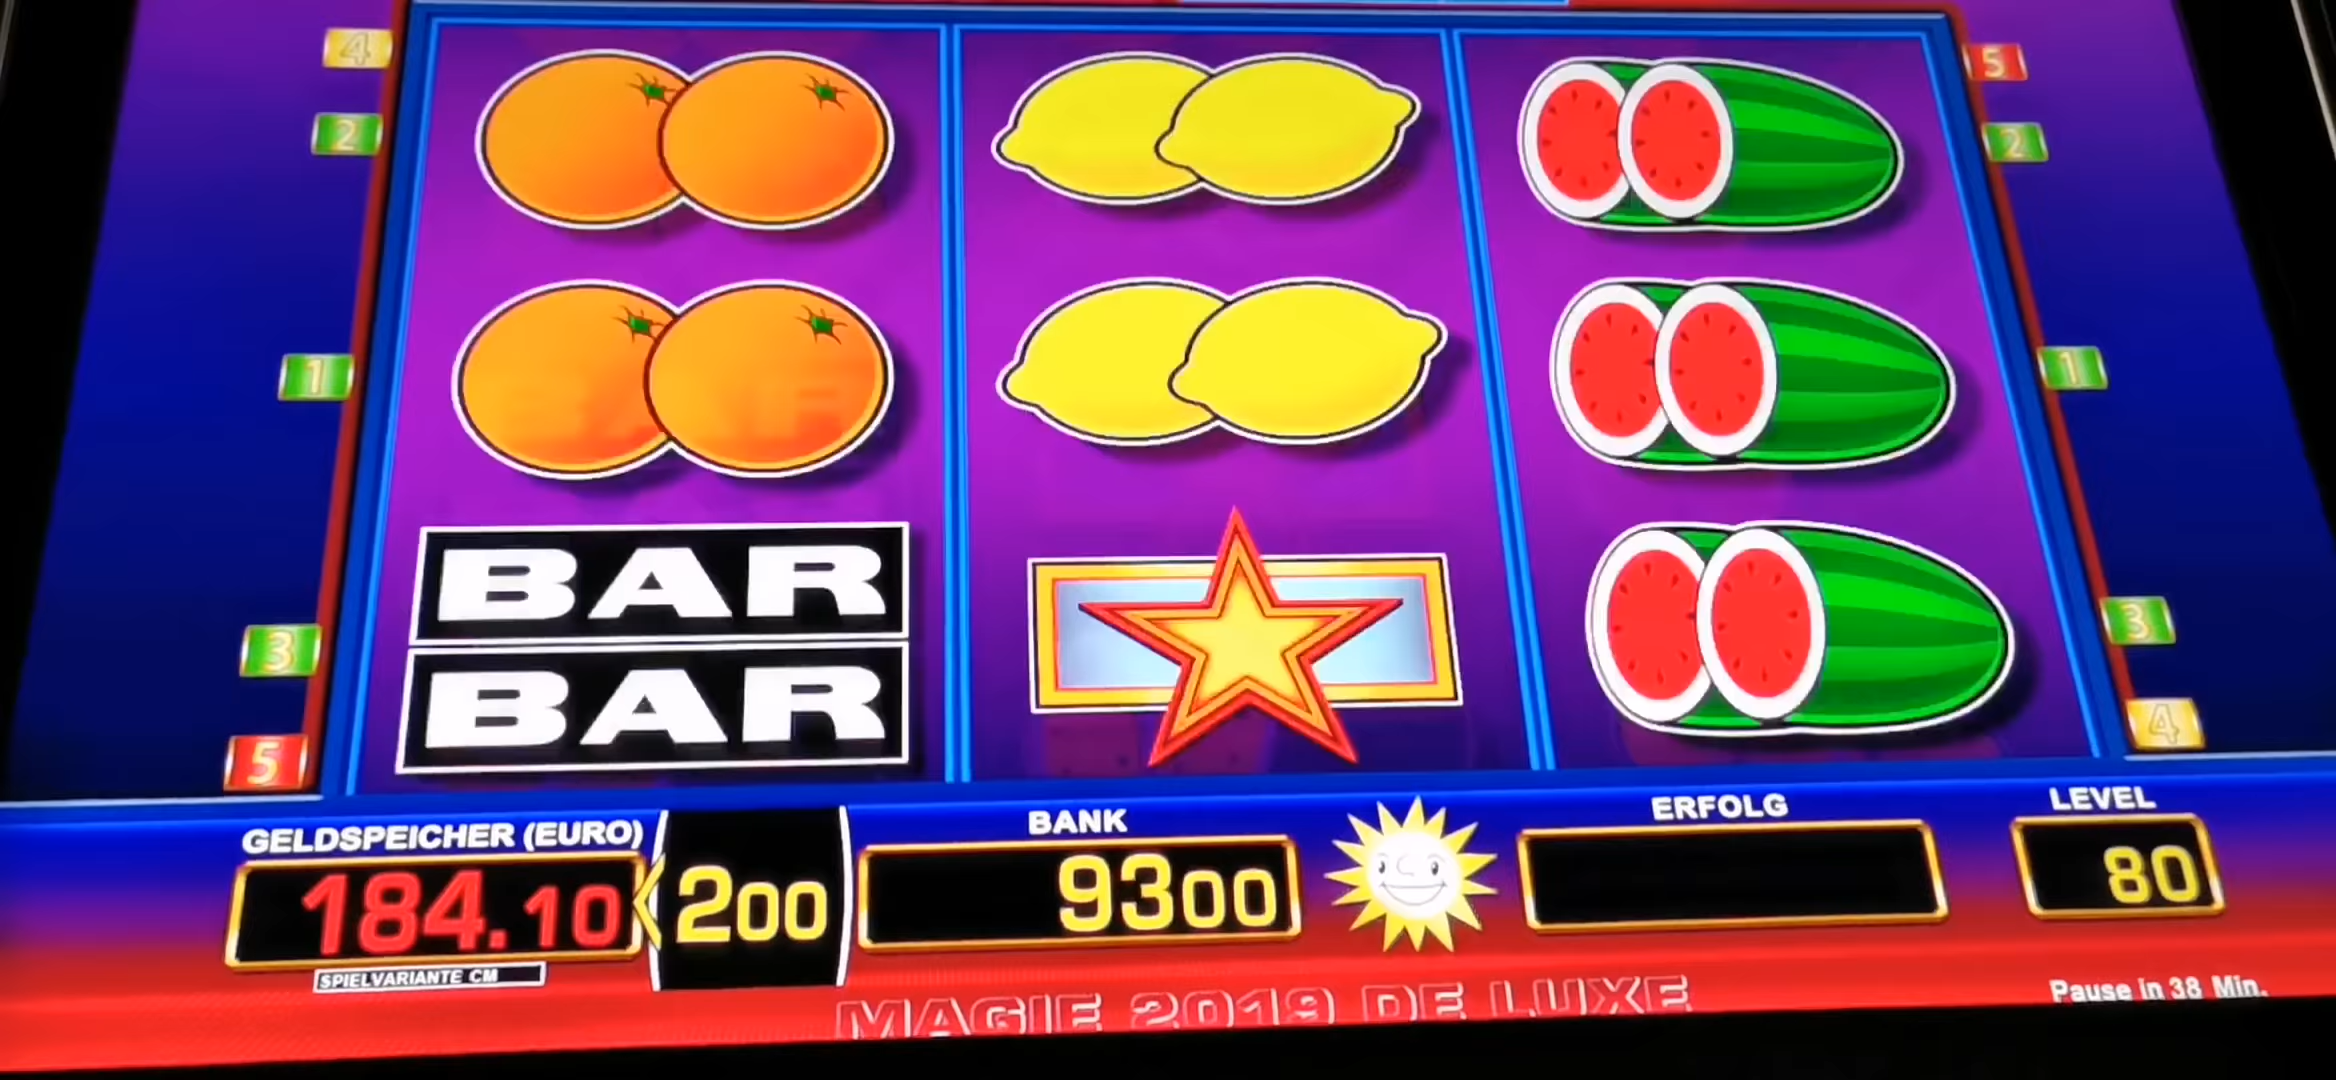 4
5
2
2
1
1
BAR
3
3
BAR
5
4
GELDSPEICHER (EURO)
BANK
ERFOLG
LEVEL
184.10
200
9300
80
SPIELVARIANTE CM
MAGIE 2019 DE LUXE
Pause in 38 Min.